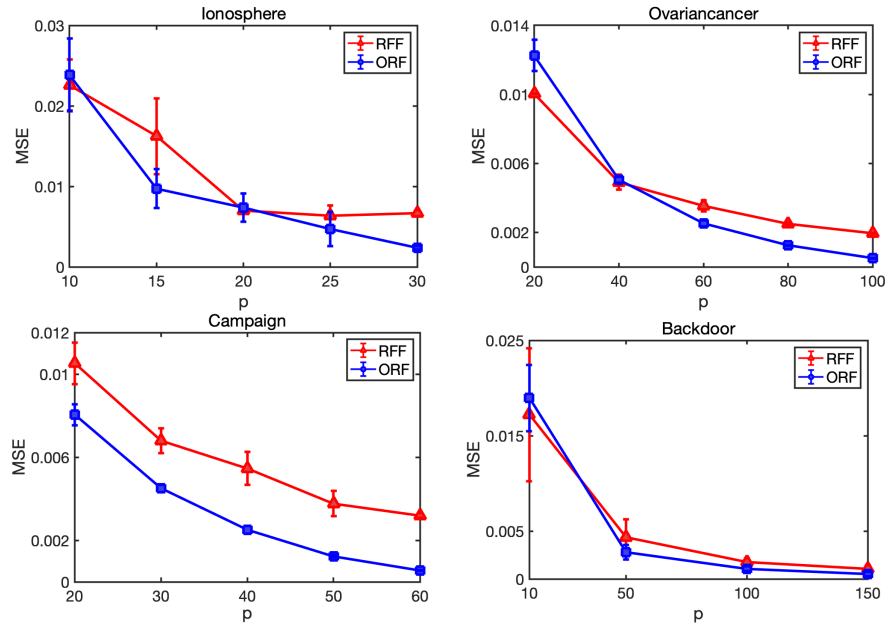 Ionosphere
0.03
0.02
0.01
0
MSE
10 15 20 25 30
p
RFF
ORF
Ovariancancer
0.014
0.01
0.006
0.002
0
MSE
20 40 60 80 100
p
RFF
ORF
Campaign
0.012
0.01
0.006
0.002
0
MSE
20 30 40 50 60
p
RFF
ORF
Backdoor
0.025
0.015
0.005
0
MSE
10 50 100 150
p
RFF
ORF